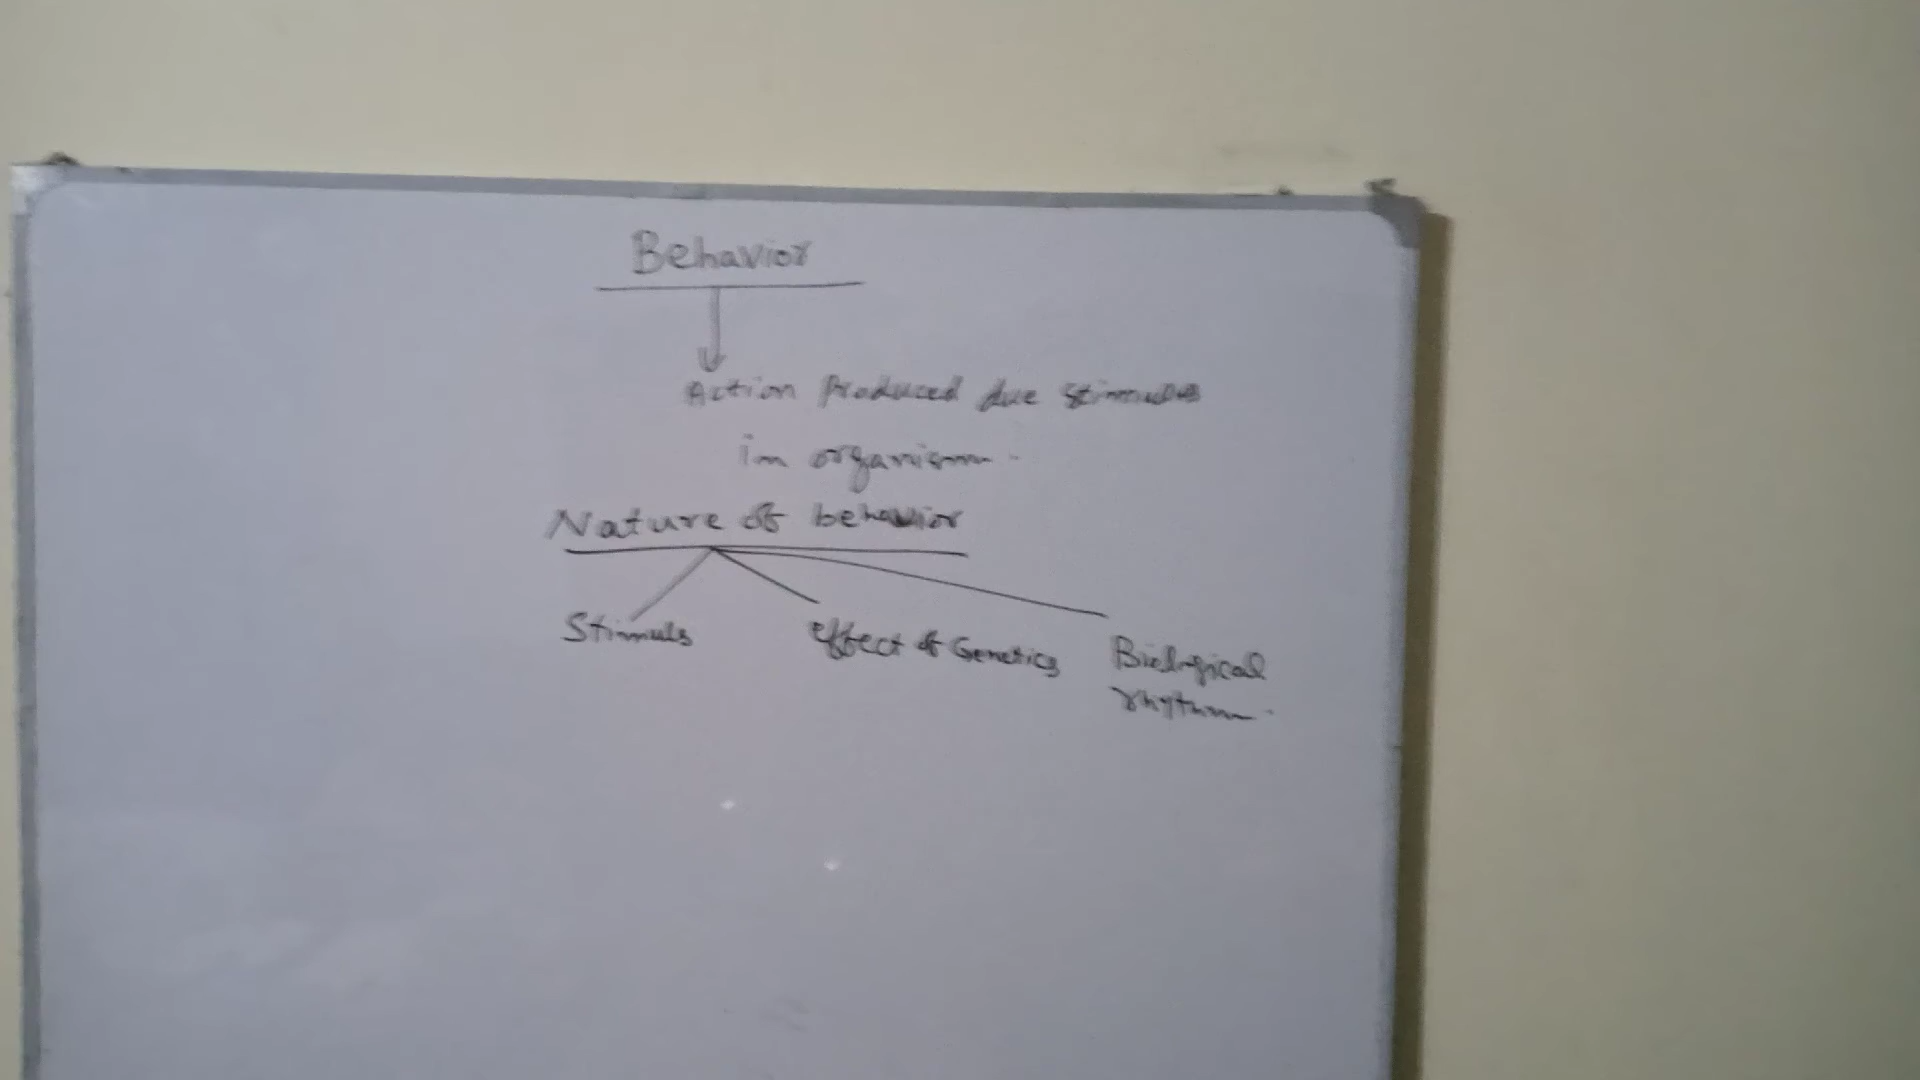 Behavior
Action Produced due stimulus
in organism.
Nature of behavior
Stimuls
effect of Genetics
Biological
rhythm.